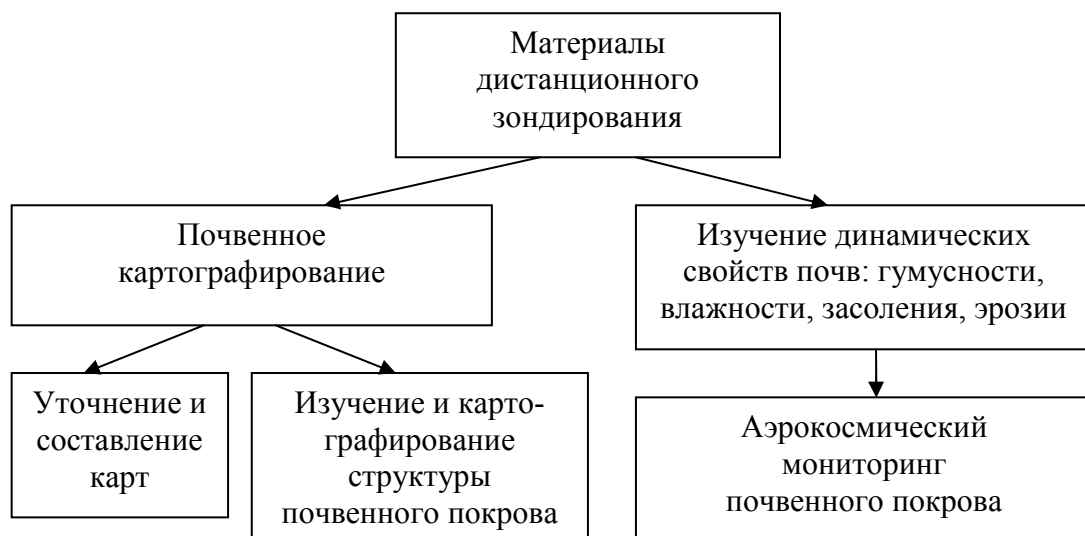 Материалы
дистанционного
зондирования
Почвенное
картографирование
Изучение динамических
свойств почв: гумусности,
влажности, засоления, эрозии
Уточнение и
составление
карт
Изучение и карто-
графирование
структуры
почвенного покрова
Аэрокосмический
мониторинг
почвенного покрова